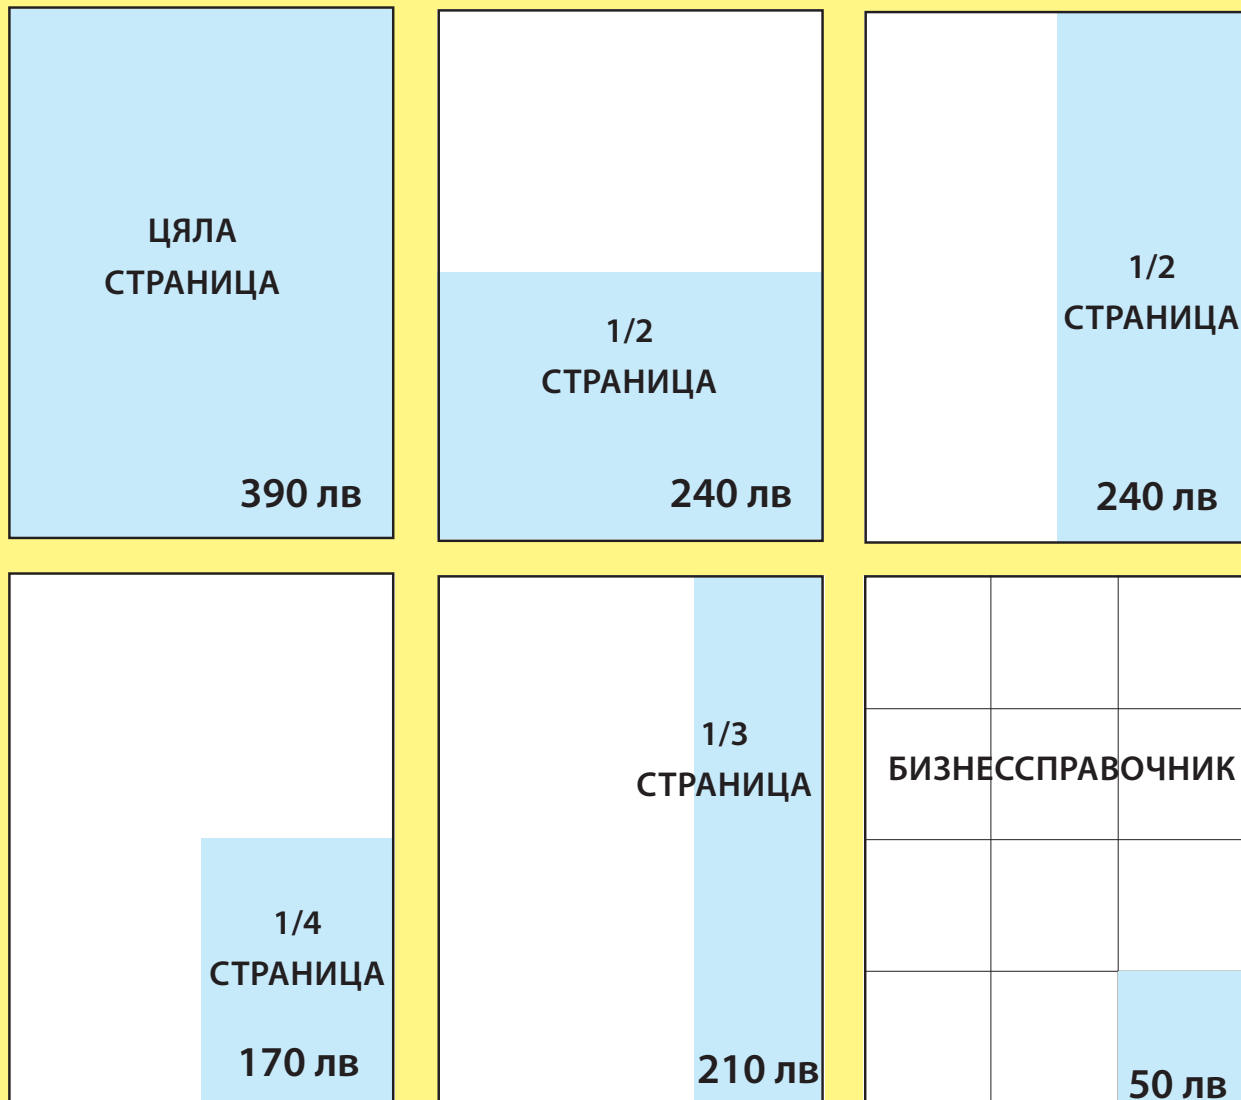 ЦЯЛА
СТРАНИЦА
390 лв
1/2
СТРАНИЦА
240 лв
1/2
СТРАНИЦА
240 лв
1/4
СТРАНИЦА
170 лв
1/3
СТРАНИЦА
210 лв
БИЗНЕССПРАВОЧНИК
50 лв